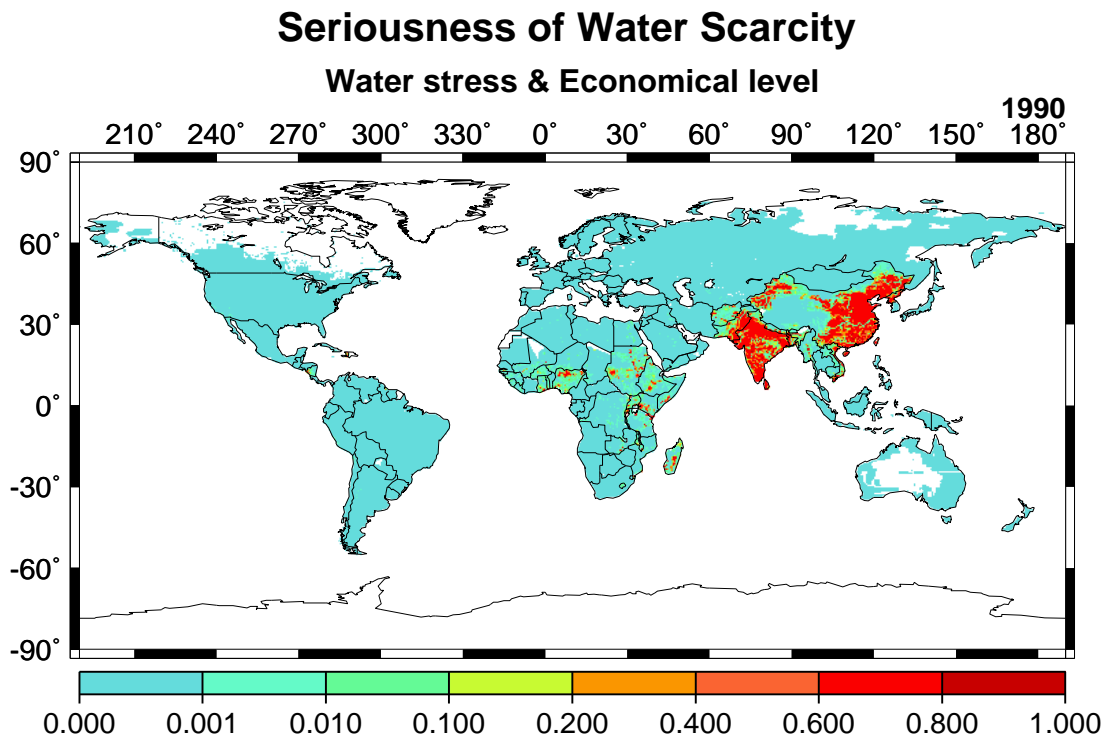 Seriousness of Water Scarcity
Water stress & Economical level
1990
210° 240° 270° 300° 330° 0° 30° 60° 90° 120° 150° 180°
90°
60°
30°
0°
-30°
-60°
-90°
0.000 0.001 0.010 0.100 0.200 0.400 0.600 0.800 1.000